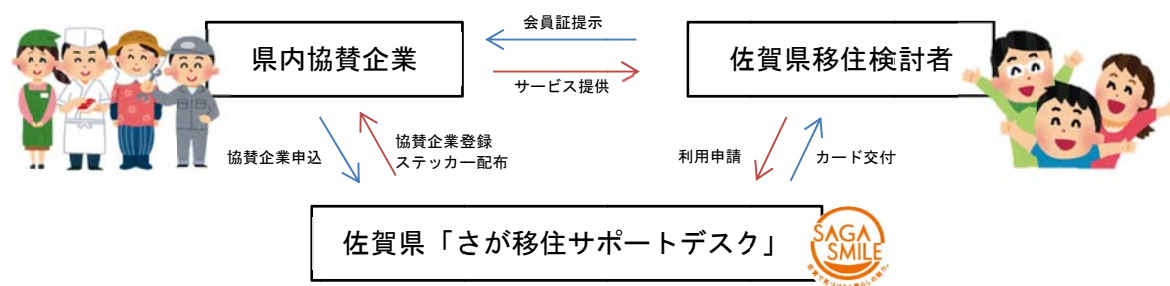 会員証提示
県内協賛企業
佐賀県移住検討者
サービス提供
協賛企業申込
協賛企業登録
ステッカー配布
利用申請
カード交付
佐賀県「さが移住サポートデスク」
SAGA
SMILE